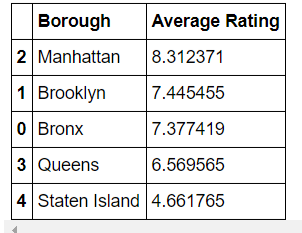 Borough Average Rating
2 Manhattan 8.312371
1 Brooklyn 7.445455
0 Bronx 7.377419
3 Queens 6.569565
4 Staten Island 4.661765